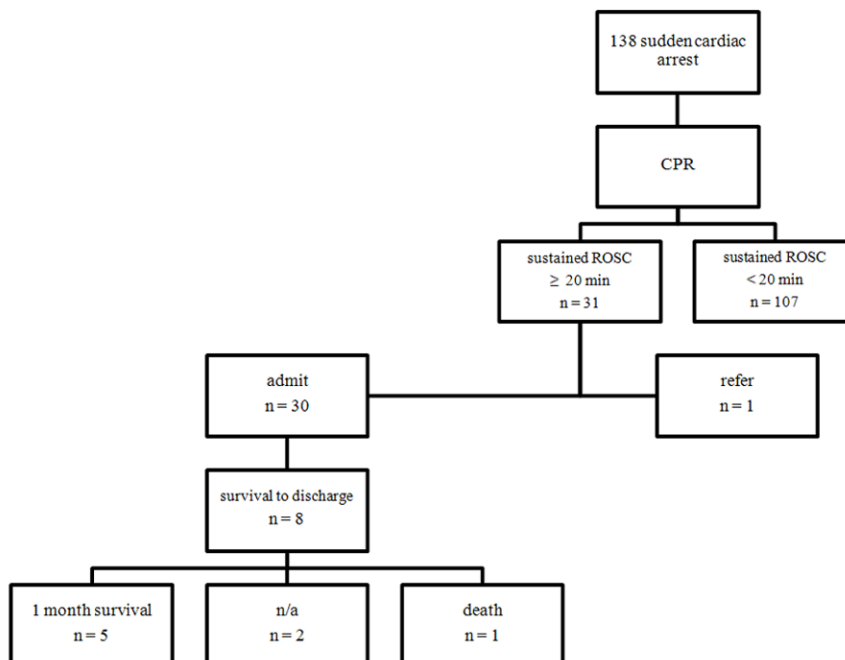 138 sudden cardiac
arrest
CPR
sustained ROSC
≥ 20 min
n = 31
sustained ROSC
< 20 min
n = 107
admit
n = 30
refer
n = 1
survival to discharge
n = 8
1 month survival
n = 5
n/a
n = 2
death
n = 1